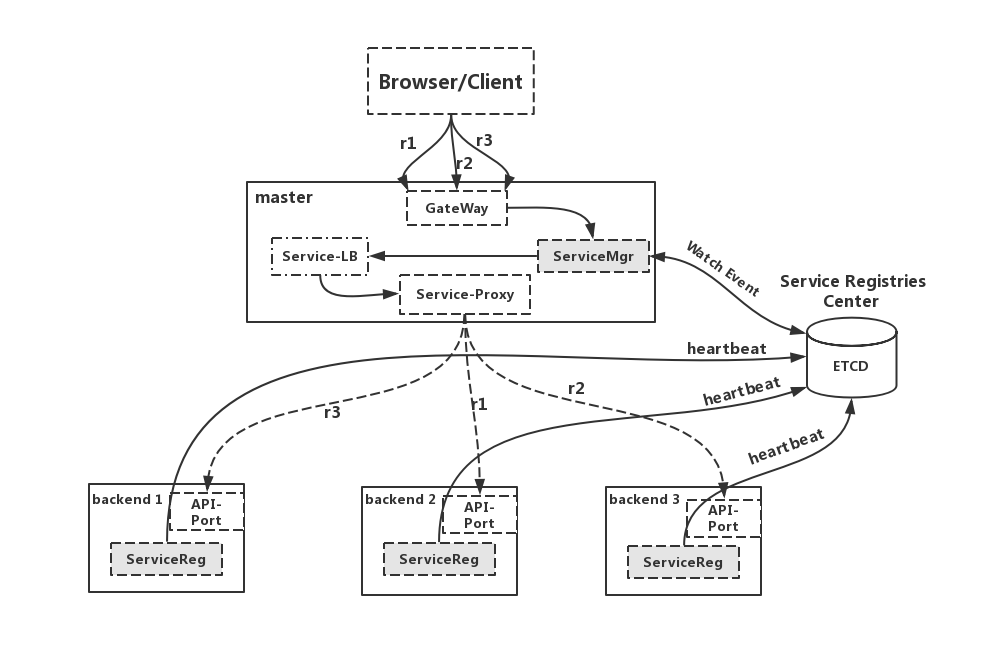 Browser/Client
r1
r2
r3
master
GateWay
Service-LB
ServiceMgr
Service-Proxy
Watch Event
Service Registries
Center
ETCD
heartbeat
heartbeat
heartbeat
r3
r1
r2
backend 1
API-
Port
ServiceReg
backend 2
API-
Port
ServiceReg
backend 3
API-
Port
ServiceReg